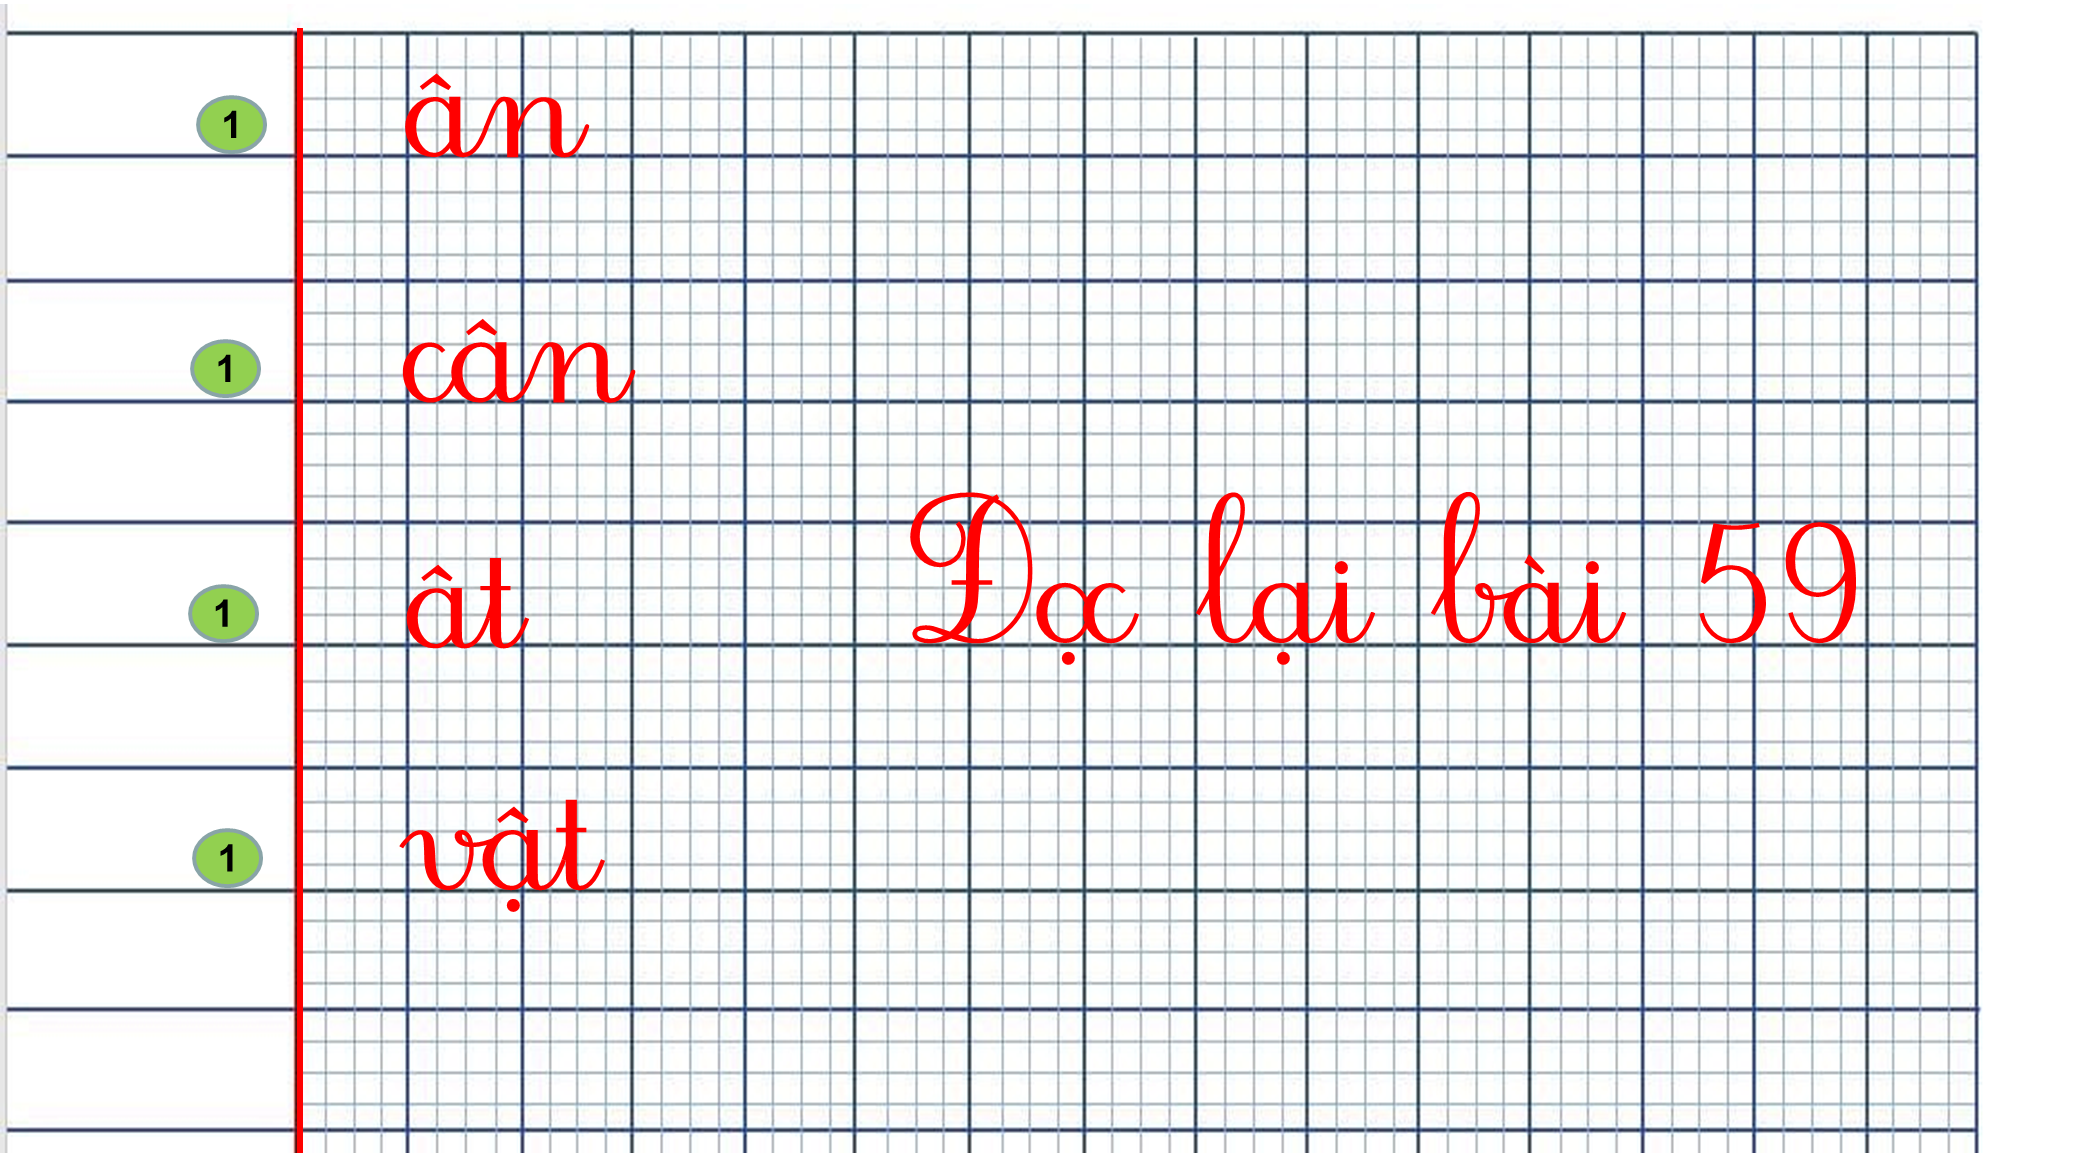 1 ân
1 cân
1 ât Đọc lại bài 59
1 vật